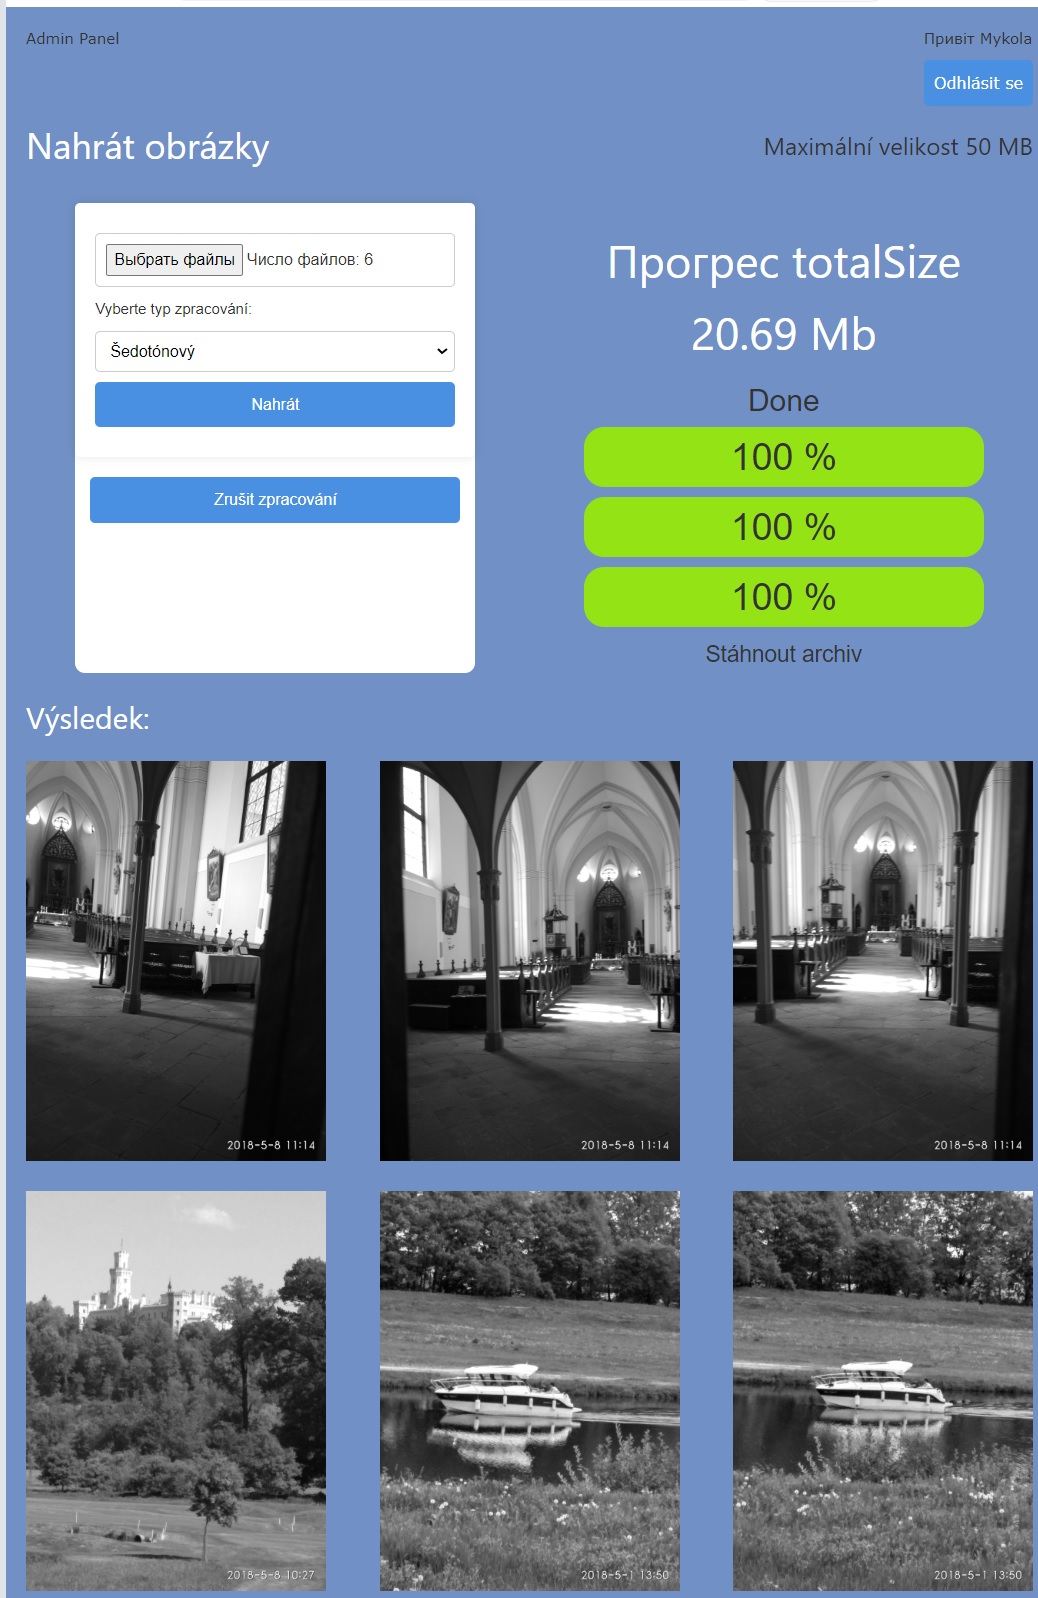 Admin Panel
Привіт Mykola
Odhlásit se
Nahrát obrázky
Maximální velikost 50 MB
Выбрать файлы Число файлов: 6
Vyberte typ zpracování:
Šedotónový
Nahrát
Zrušit zpracování
Прогрес totalSize
20.69 Mb
Done
100 %
100 %
100 %
Stáhnout archiv
Výsledek:
2018-5-8 11:14
2018-5-8 11:14
2018-5-8 11:14
2018-5-8 10:27
2018-5-1 13:50
2018-5-1 13:50